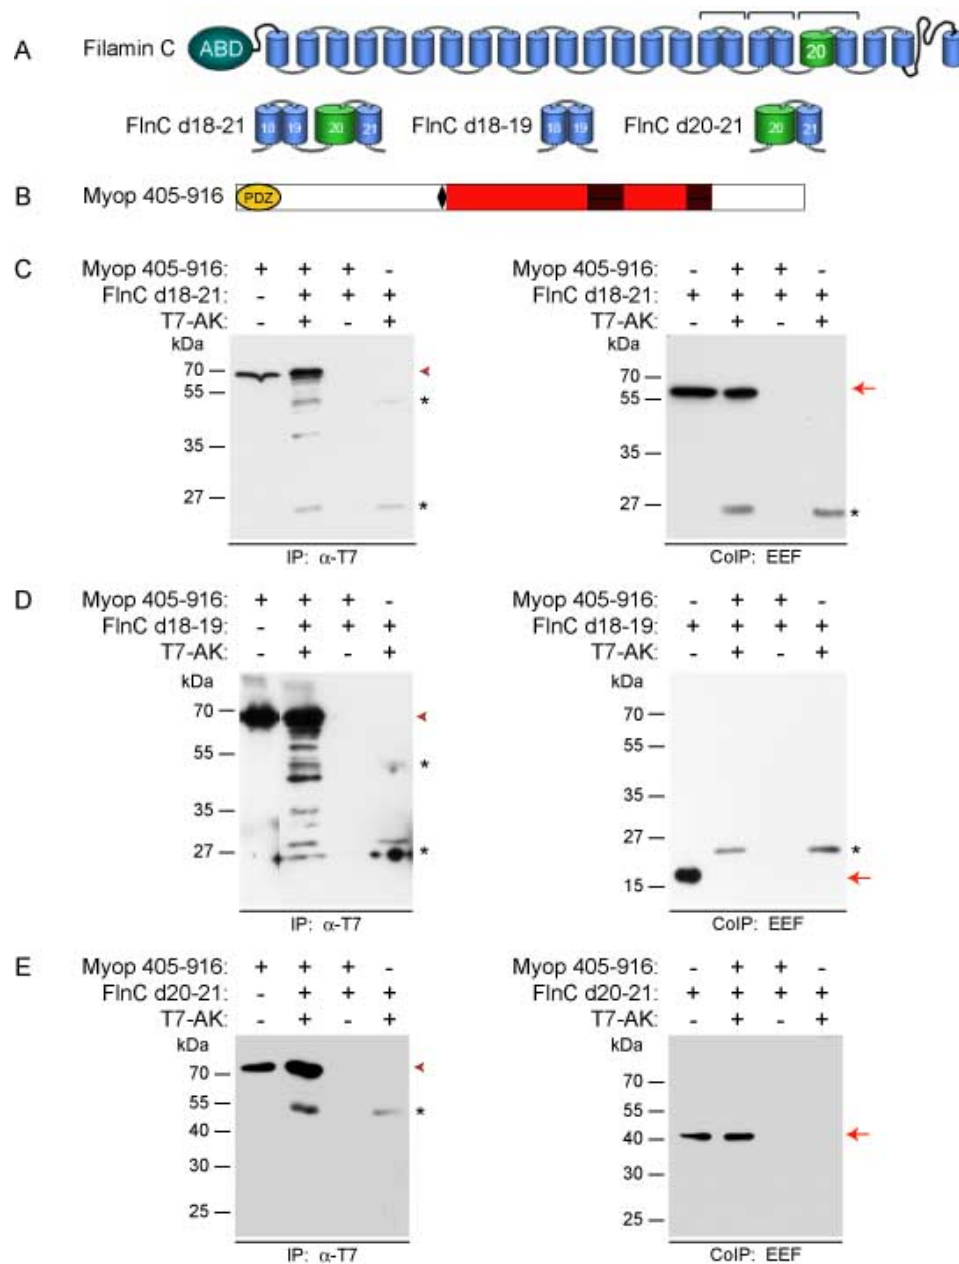 A
Filamin C
ABD
20
FlnC d18-21
18 19 20 21
FlnC d18-19
18 19
FlnC d20-21
20 21
B
Myop 405-916
PDZ
C
Myop 405-916: + + + -
FlnC d18-21: - + + +
T7-AK: - + - +
kDa
70
55
35
27
*
*
IP: α-T7
Myop 405-916: - + + -
FlnC d18-21: + + + +
T7-AK: - + - +
kDa
70
55
35
27
*
CoIP: EEF
D
Myop 405-916: + + + -
FlnC d18-19: - + + +
T7-AK: - + - +
kDa
70
55
35
27
*
*
IP: α-T7
Myop 405-916: - + + -
FlnC d18-19: + + + +
T7-AK: - + - +
kDa
70
55
35
27
15
*
CoIP: EEF
E
Myop 405-916: + + + -
FlnC d20-21: - + + +
T7-AK: - + - +
kDa
70
55
40
30
25
*
IP: α-T7
Myop 405-916: - + + -
FlnC d20-21: + + + +
T7-AK: - + - +
kDa
70
55
40
30
25
CoIP: EEF